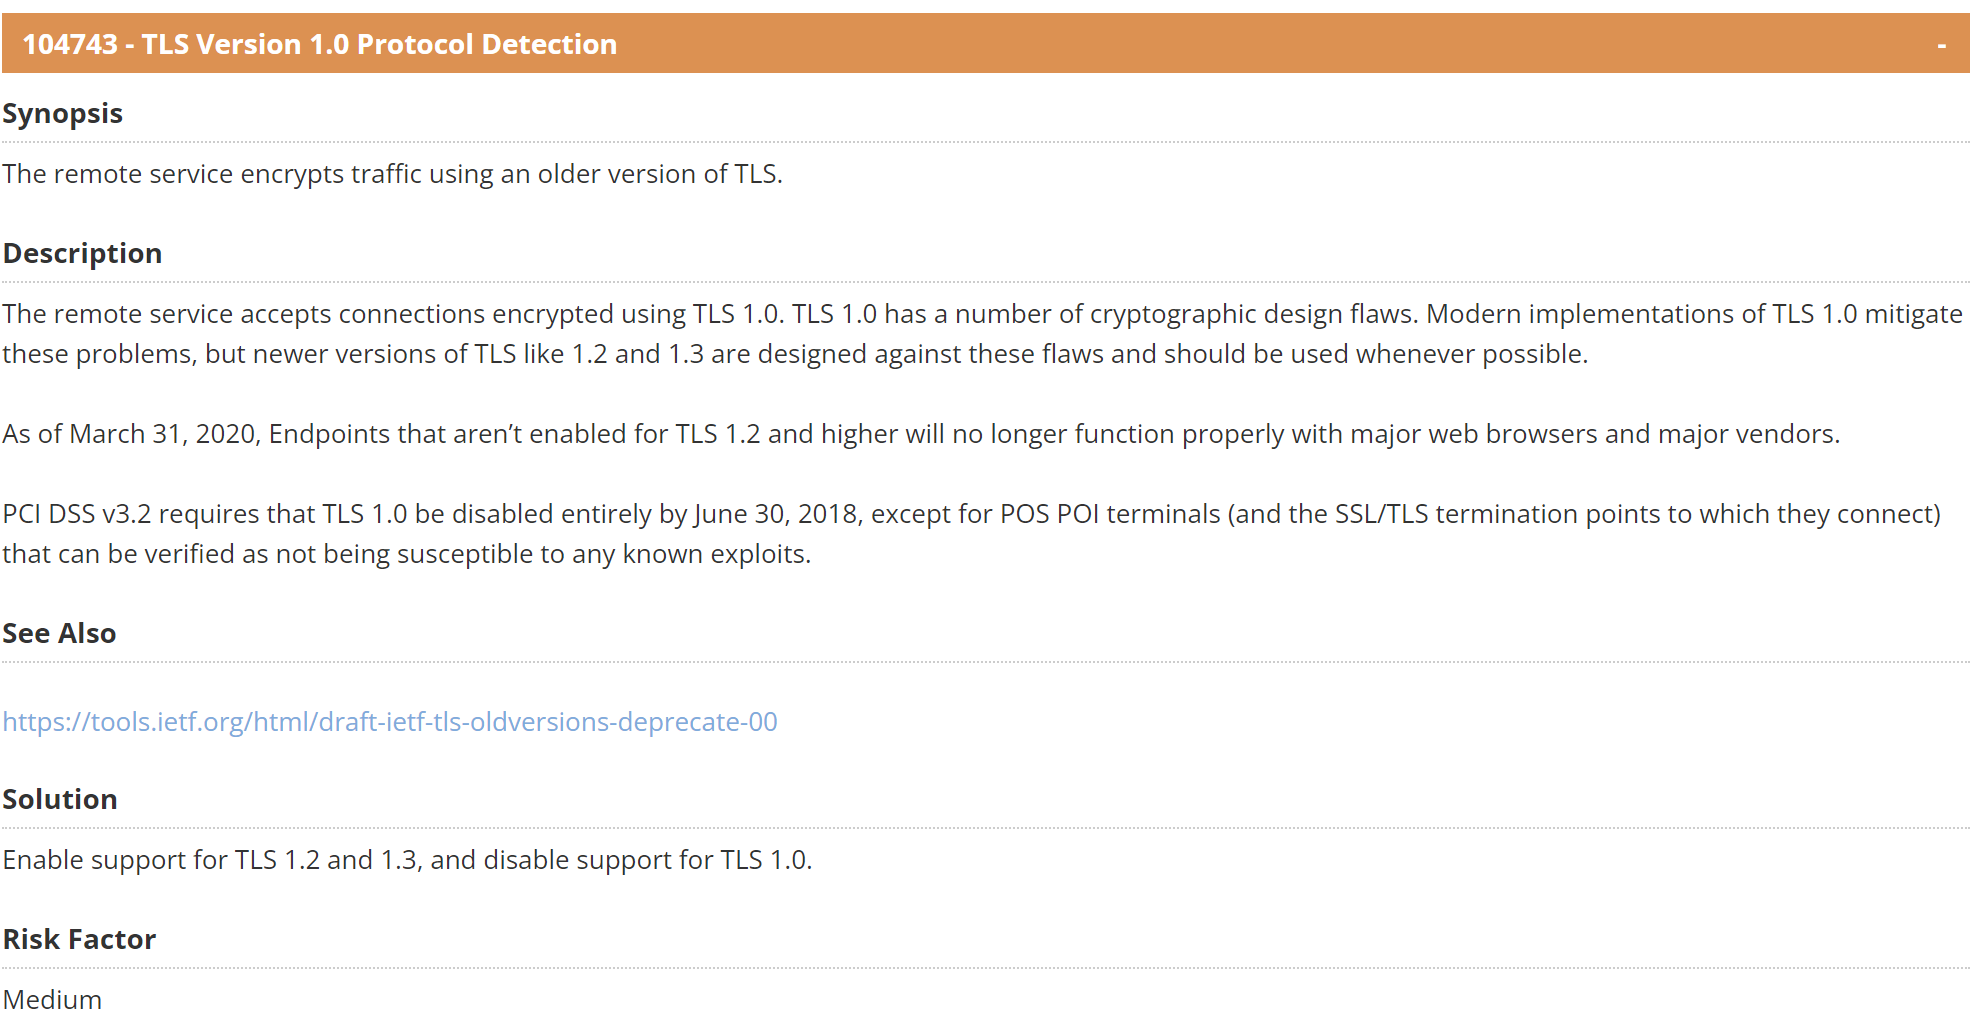 104743 - TLS Version 1.0 Protocol Detection -
Synopsis
The remote service encrypts traffic using an older version of TLS.
Description
The remote service accepts connections encrypted using TLS 1.0. TLS 1.0 has a number of cryptographic design flaws. Modern implementations of TLS 1.0 mitigate
these problems, but newer versions of TLS like 1.2 and 1.3 are designed against these flaws and should be used whenever possible.
As of March 31, 2020, Endpoints that aren’t enabled for TLS 1.2 and higher will no longer function properly with major web browsers and major vendors.
PCI DSS v3.2 requires that TLS 1.0 be disabled entirely by June 30, 2018, except for POS POI terminals (and the SSL/TLS termination points to which they connect)
that can be verified as not being susceptible to any known exploits.
See Also
https://tools.ietf.org/html/draft-ietf-tls-oldversions-deprecate-00
Solution
Enable support for TLS 1.2 and 1.3, and disable support for TLS 1.0.
Risk Factor
Medium